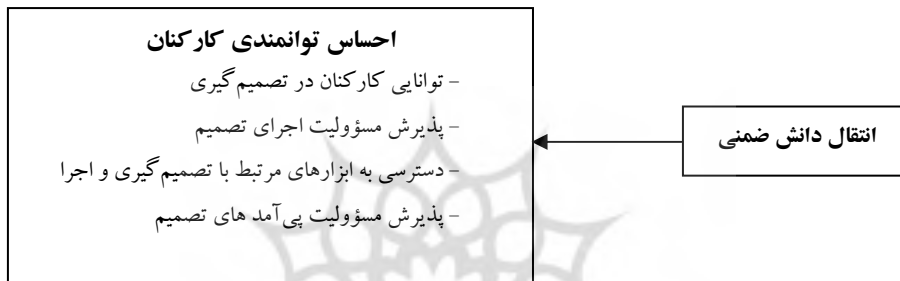 احساس توانمندی کارکنان
- توانایی کارکنان در تصمیم‌گیری
- پذیرش مسؤولیت اجرای تصمیم
- دسترسی به ابزارهای مرتبط با تصمیم‌گیری و اجرا
- پذیرش مسؤولیت پی‌آمد های تصمیم
انتقال دانش ضمنی